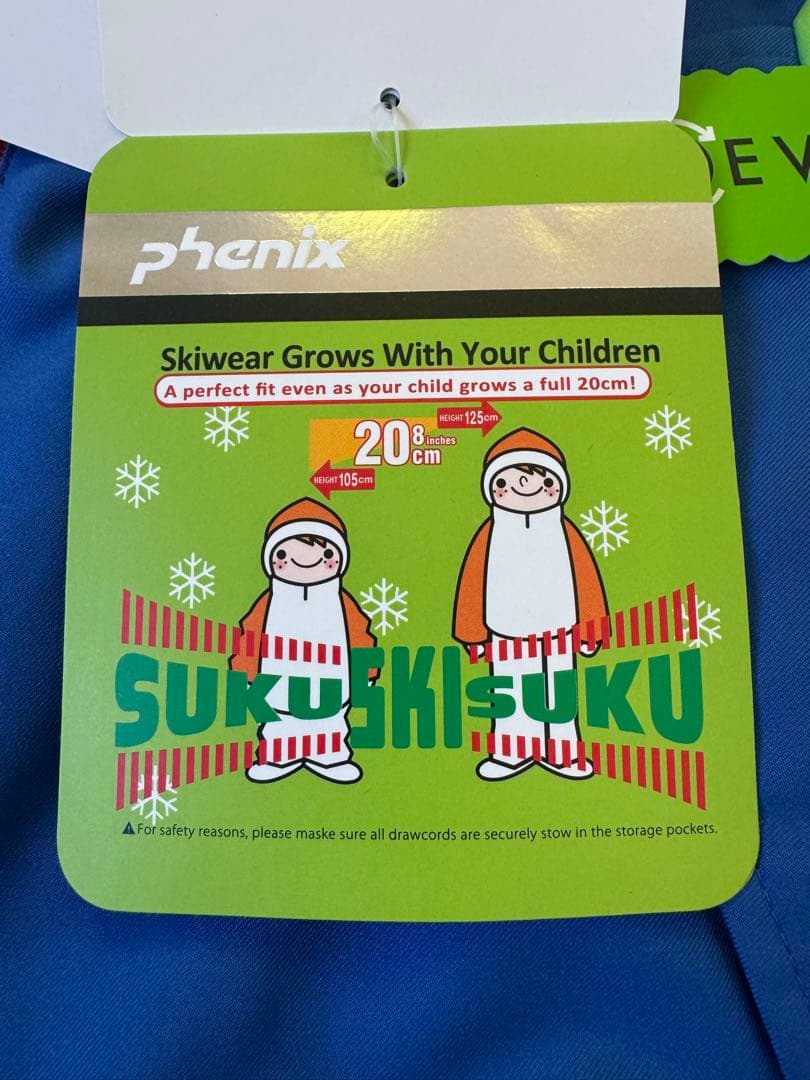 phenix
EV
Skiwear Grows With Your Children
A perfect fit even as your child grows a full 20cm!
HEIGHT 125cm
20 8 inches cm
HEIGHT 105cm
SUKU SKI SUKU
⚠For safety reasons, please maske sure all drawcords are securely stow in the storage pockets.